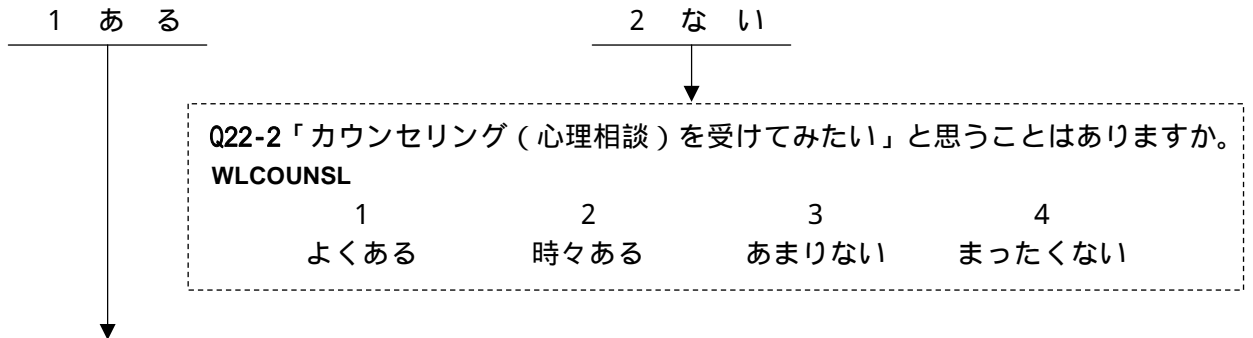 1 あ る 2 な い
Q22-2「カウンセリング(心理相談)を受けてみたい」と思うことはありますか。
WLCOUNSL
1 2 3 4
よくある 時々ある あまりない まったくない